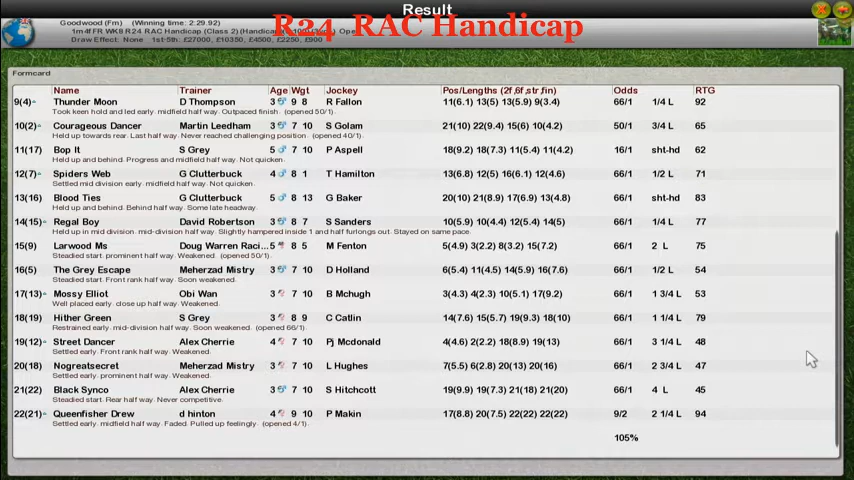 Result
Goodwood (Fm) (Winning time: 2:29.92)
R24 RAC Handicap
1m4f FR WK8 R24 RAC Handicap (Class 2) (Handicap
Draw Effect: None 1st-5th: £27000, £10350, £4500, £2250, £900
Formcard
Name Trainer Age Wgt Jockey Pos/Lengths (2f,6f,str,fin) Odds RTG
9(4) Thunder Moon D Thompson 3 9 8 R Fallon 11(6.1) 13(5) 13(5.9) 9(3.4) 66/1 1/4 L 92
Took keen hold and led early. midfield half way. Outpaced finish. (opened 50/1)
10(2) Courageous Dancer Martin Leedham 3 7 10 S Golam 21(10) 22(9.4) 15(6) 10(4.2) 50/1 3/4 L 65
Held up towards rear. Last half way. Never reached challenging position. (opened 40/1)
11(17) Bop It S Grey 5 7 10 P Aspell 18(9.2) 18(7.3) 11(5.4) 11(4.2) 16/1 sht-hd 62
Held up and behind. Progress and midfield half way. Not quicken.
12(7) Spiders Web G Clutterbuck 4 8 1 T Hamilton 13(6.8) 12(5) 16(6.1) 12(4.6) 66/1 1/2 L 71
Settled mid division early. midfield half way. Not quicken.
13(16) Blood Ties G Clutterbuck 5 8 13 G Baker 20(10) 21(8.9) 17(6.9) 13(4.8) 66/1 sht-hd 83
Held up and behind. Behind half way. Some late headway.
14(15) Regal Boy David Robertson 3 8 7 S Sanders 10(5.9) 10(4.4) 12(5.4) 14(5) 66/1 1/4 L 77
Held up in mid division. mid-division half way. Slightly hampered inside 1 and half furlongs out. Stayed on same pace.
15(9) Larwood Ms Doug Warren Raci... 5 8 5 M Fenton 5(4.9) 3(2.2) 8(3.2) 15(7.2) 66/1 2 L 75
Steadied start. prominent half way. Weakened. (opened 50/1)
16(5) The Grey Escape Meherzad Mistry 3 7 10 D Holland 6(5.4) 11(4.5) 14(5.9) 16(7.6) 66/1 1/2 L 54
Steadied start. Front rank half way. Soon weakened.
17(13) Mossy Elliot Obi Wan 3 7 10 B Mchugh 3(4.3) 4(2.3) 10(5.1) 17(9.2) 66/1 1 3/4 L 53
Well placed early. close up half way. Weakened.
18(19) Hither Green S Grey 3 8 9 C Catlin 14(7.6) 15(5.7) 19(9.3) 18(10) 66/1 1 1/4 L 79
Restrained early. mid-division half way. Soon weakened. (opened 66/1)
19(12) Street Dancer Alex Cherrie 4 7 10 Pj Mcdonald 4(4.6) 2(2.2) 18(8.9) 19(13) 66/1 3 1/4 L 48
Settled early. Front rank half way. Weakened.
20(18) Nogreatsecret Meherzad Mistry 3 7 10 L Hughes 7(5.5) 6(2.8) 20(13) 20(16) 66/1 2 3/4 L 47
Settled early. prominent half way. Weakened.
21(22) Black Synco Alex Cherrie 3 7 10 S Hitchcott 19(9.9) 19(7.3) 21(18) 21(20) 66/1 4 L 45
Steadied start. Rear half way. Never competitive.
22(21) Queenfisher Drew d hinton 4 9 10 P Makin 17(8.8) 20(7.5) 22(22) 22(22) 9/2 2 1/4 L 94
Settled early. midfield half way. Faded. Pulled up feelingly. (opened 4/1)
105%